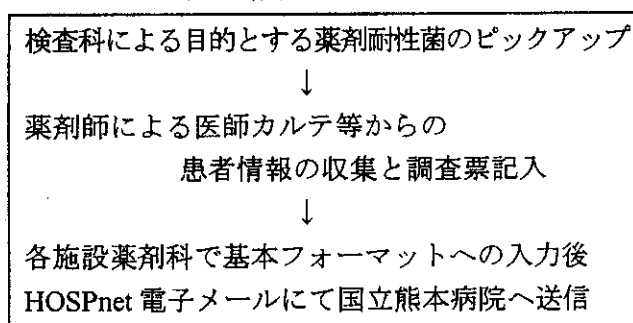 検査科による目的とする薬剤耐性菌のピックアップ
↓
薬剤師による医師カルテ等からの
患者情報の収集と調査票記入
↓
各施設薬剤科で基本フォーマットへの入力後
HOSPnet 電子メールにて国立熊本病院へ送信